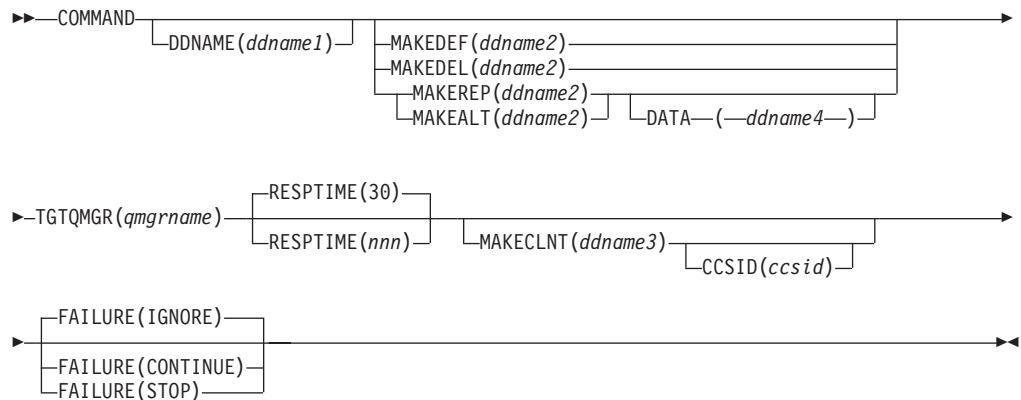 COMMAND
DDNAME(ddname1)
MAKEDEF(ddname2)
MAKEDEL(ddname2)
MAKEREP(ddname2)
MAKEALT(ddname2)
DATA ( ddname4 )
TGTQMGR(qmgrname)
RESPTIME(30)
RESPTIME(nnn)
MAKECLNT(ddname3)
CCSID(ccsid)
FAILURE(IGNORE)
FAILURE(CONTINUE)
FAILURE(STOP)